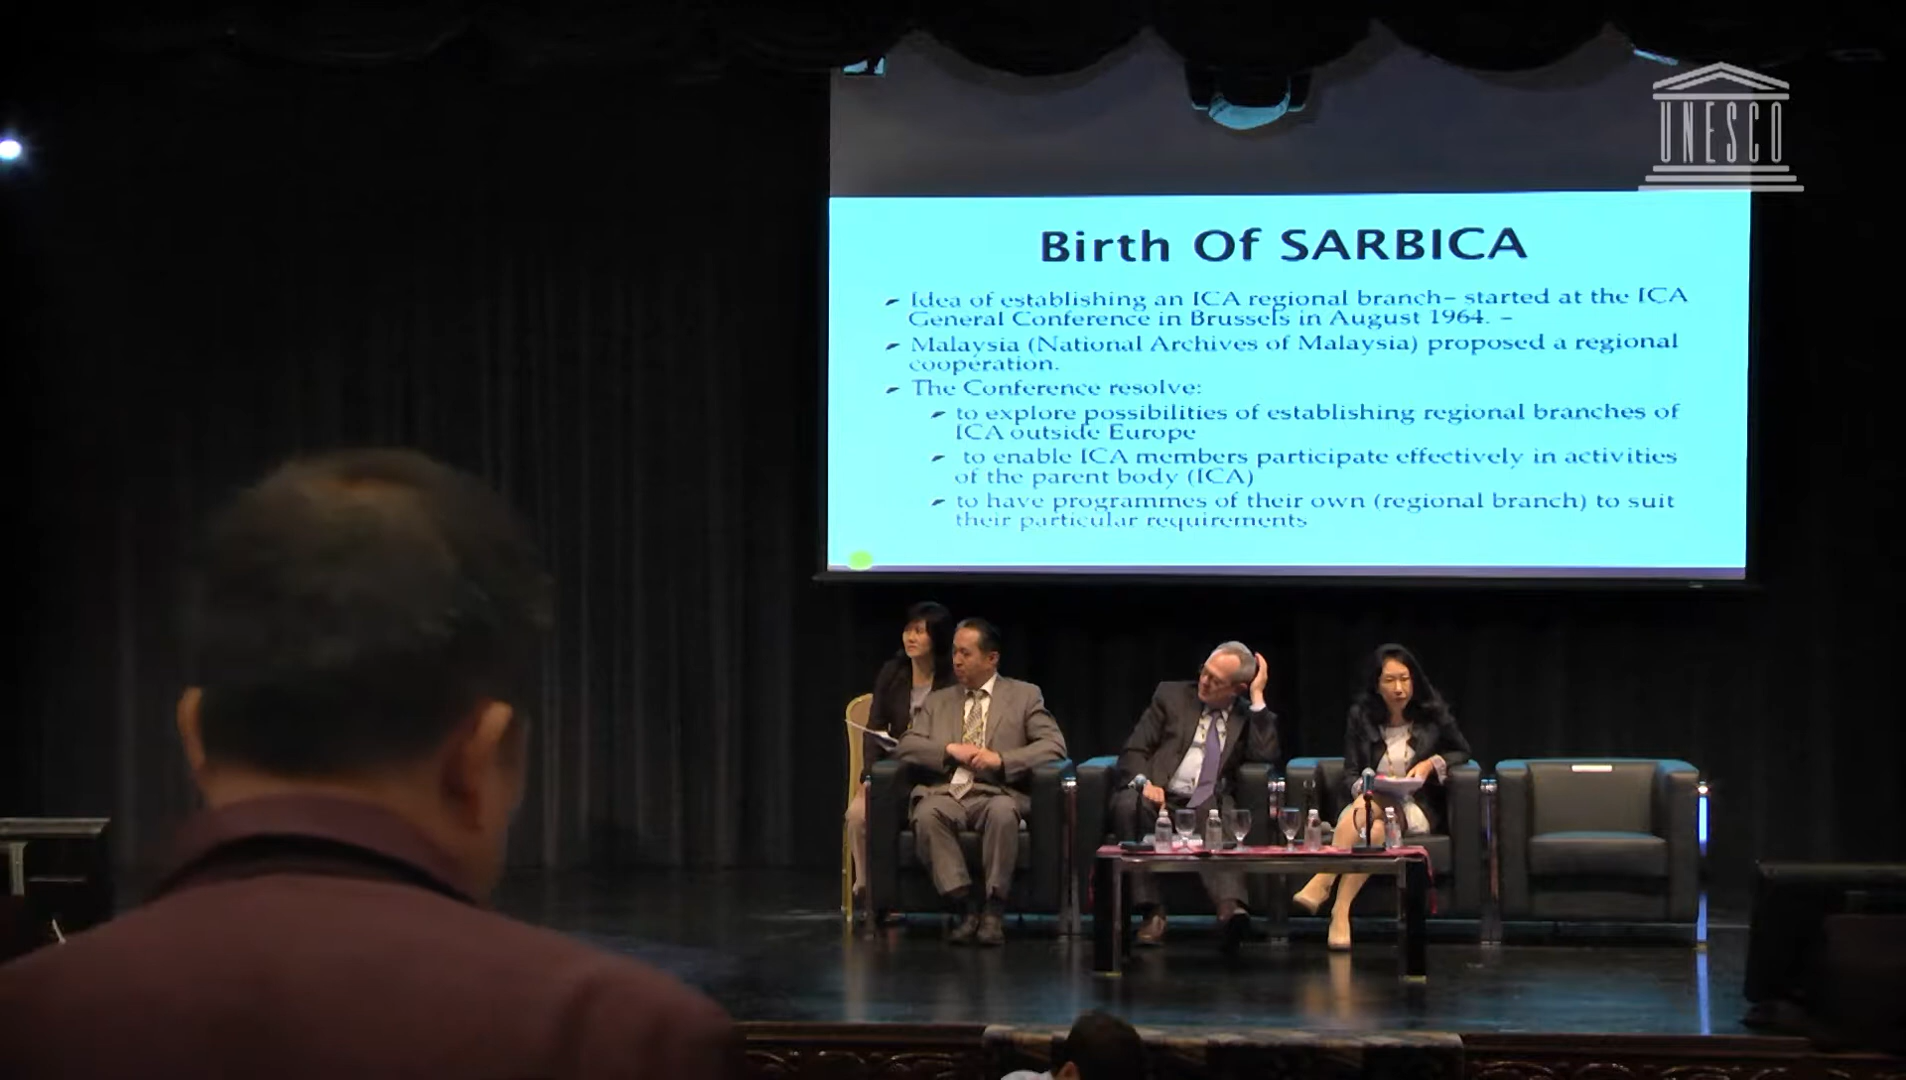 UNESCO
Birth Of SARBICA
Idea of establishing an ICA regional branch– started at the ICA
General Conference in Brussels in August 1964. –
Malaysia (National Archives of Malaysia) proposed a regional
cooperation.
The Conference resolve:
to explore possibilities of establishing regional branches of
ICA outside Europe
to enable ICA members participate effectively in activities
of the parent body (ICA)
to have programmes of their own (regional branch) to suit
their particular requirements